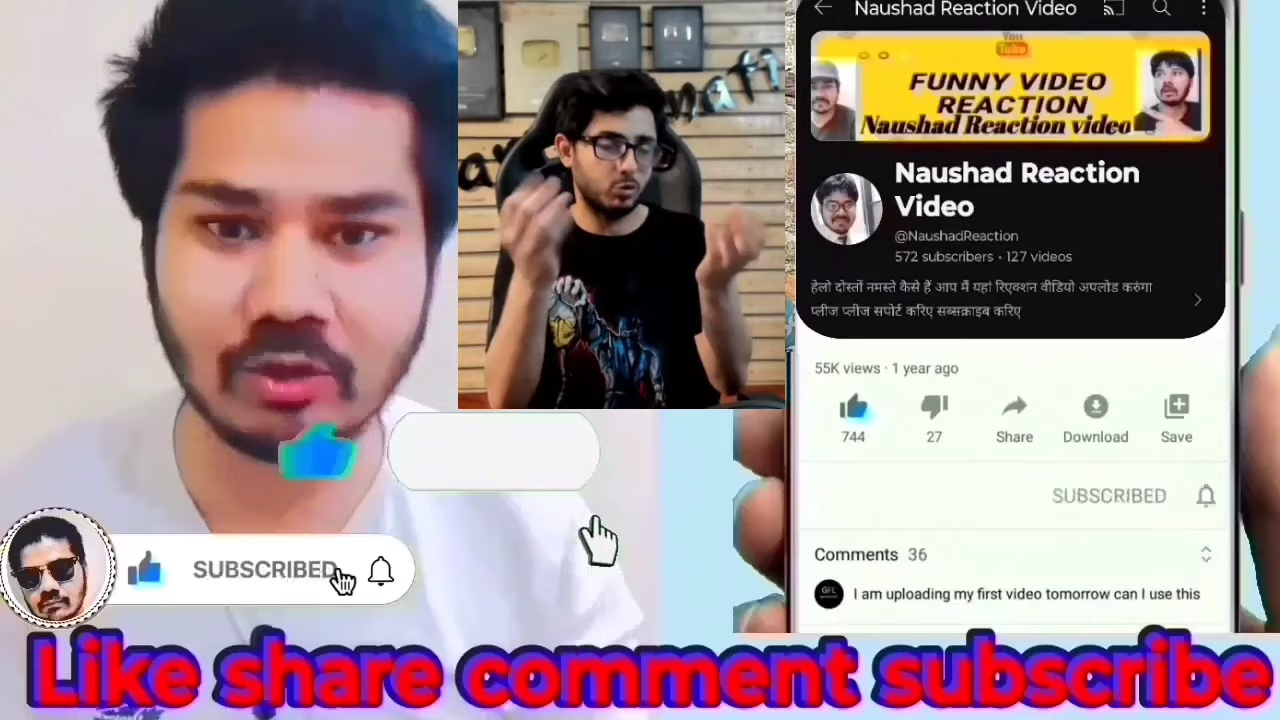 Naushad Reaction Video
You
Tube
FUNNY VIDEO
REACTION
Naushad Reaction video
Naushad Reaction
Video
@NaushadReaction
572 subscribers • 127 videos
हेलो दोस्तों नमस्ते कैसे हैं आप मैं यहां रिएक्शन वीडियो अपलोड करुंगा
प्लीज प्लीज सपोर्ट करिए सब्सक्राइब करिए
55K views · 1 year ago
744
27
Share
Download
Save
SUBSCRIBED
Comments 36
I am uploading my first video tomorrow can I use this
SUBSCRIBED
Like share comment subscribe